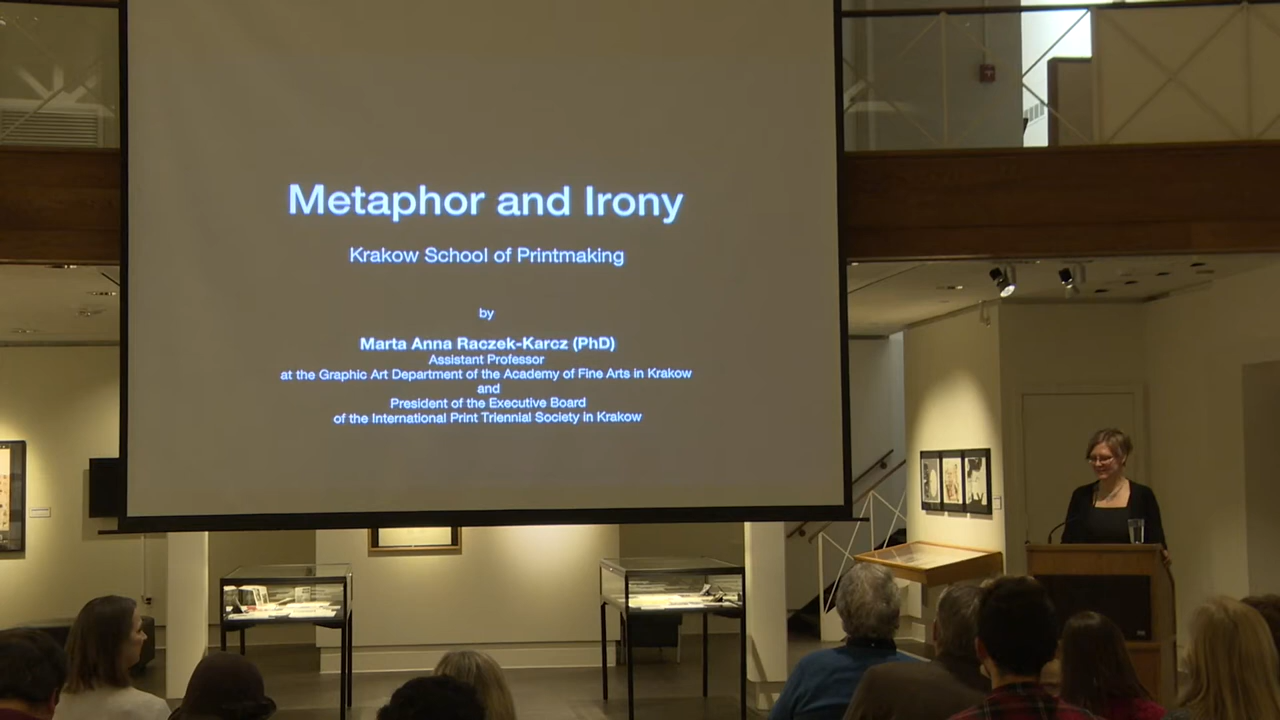 Metaphor and Irony
Krakow School of Printmaking
by
Marta Anna Raczek-Karcz (PhD)
Assistant Professor
at the Graphic Art Department of the Academy of Fine Arts in Krakow
and
President of the Executive Board
of the International Print Triennial Society in Krakow